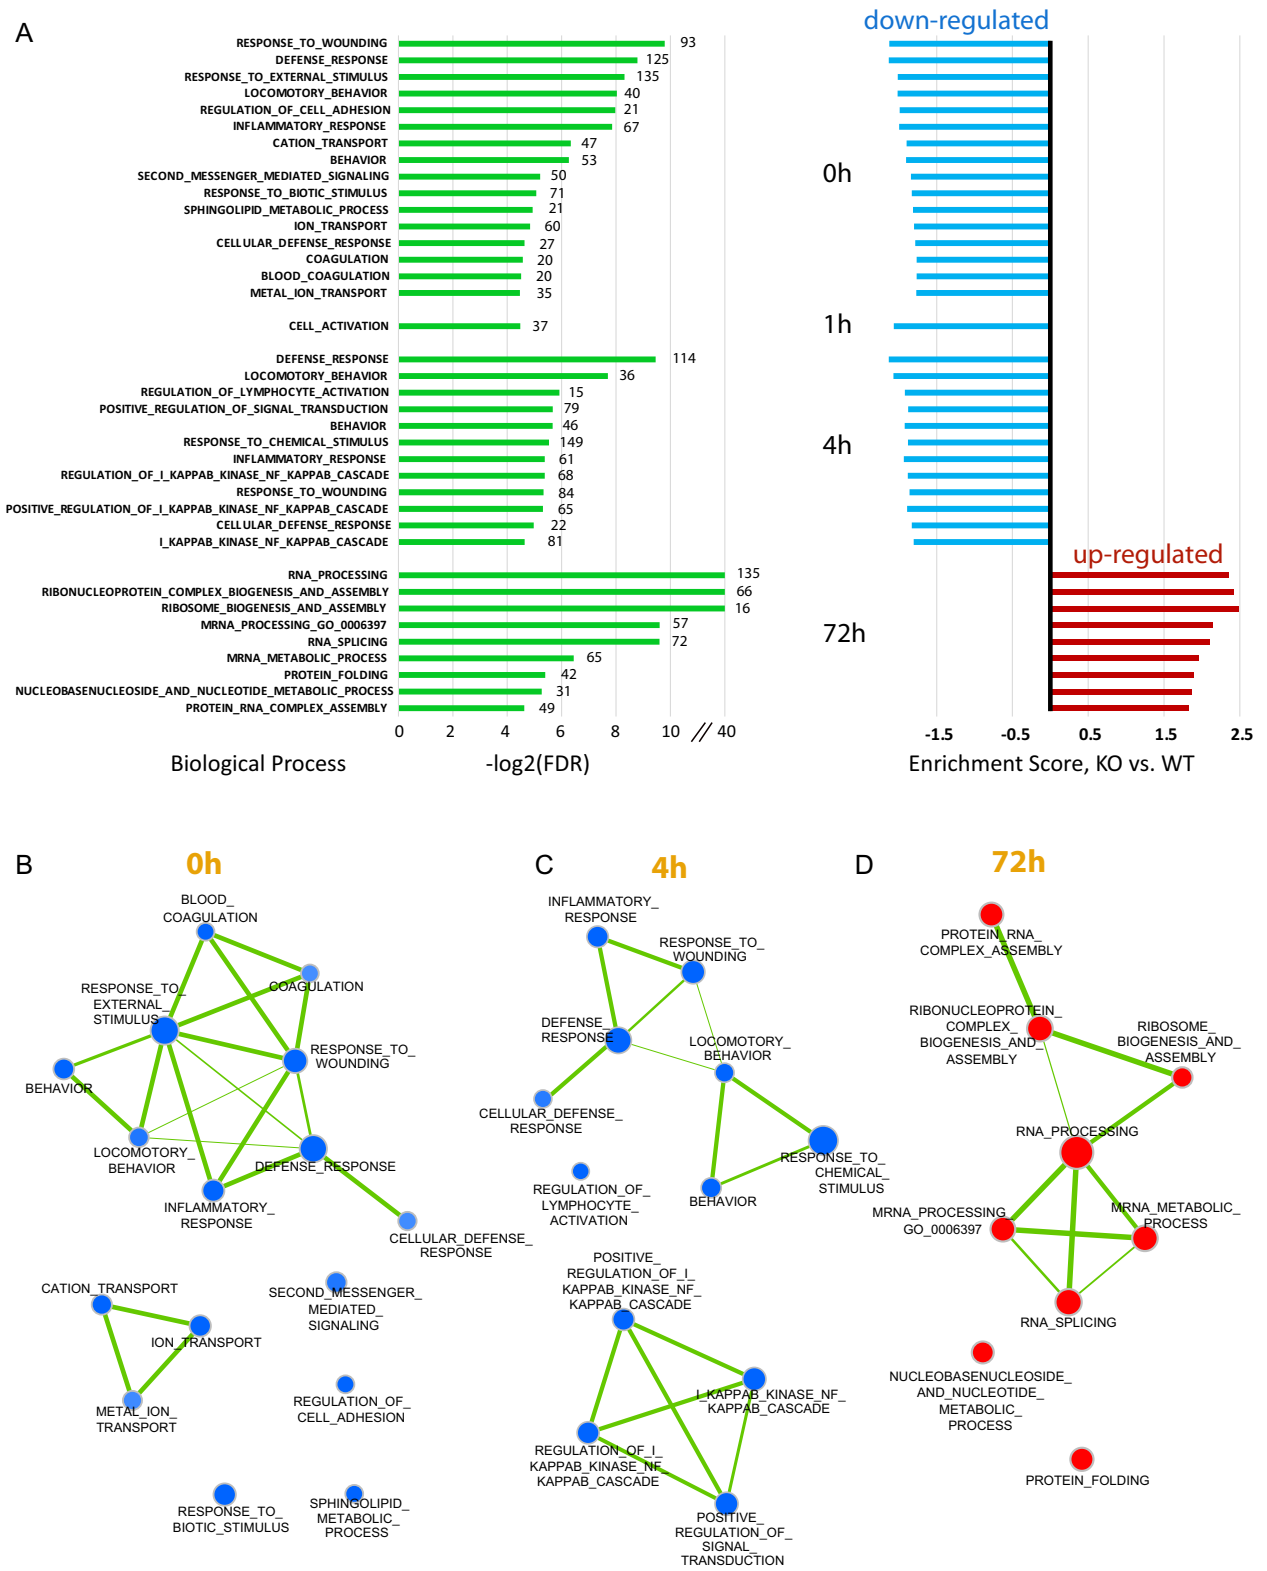 A
down-regulated
RESPONSE_TO_WOUNDING 93
DEFENSE_RESPONSE 125
RESPONSE_TO_EXTERNAL_STIMULUS 135
LOCOMOTORY_BEHAVIOR 40
REGULATION_OF_CELL_ADHESION 21
INFLAMMATORY_RESPONSE 67
CATION_TRANSPORT 47
BEHAVIOR 53
0h
SECOND_MESSENGER_MEDIATED_SIGNALING 50
RESPONSE_TO_BIOTIC_STIMULUS 71
SPHINGOLIPID_METABOLIC_PROCESS 21
ION_TRANSPORT 60
CELLULAR_DEFENSE_RESPONSE 27
COAGULATION 20
BLOOD_COAGULATION 20
METAL_ION_TRANSPORT 35
CELL_ACTIVATION 37
1h
DEFENSE_RESPONSE 114
LOCOMOTORY_BEHAVIOR 36
REGULATION_OF_LYMPHOCYTE_ACTIVATION 15
POSITIVE_REGULATION_OF_SIGNAL_TRANSDUCTION 79
BEHAVIOR 46
RESPONSE_TO_CHEMICAL_STIMULUS 149
4h
INFLAMMATORY_RESPONSE 61
REGULATION_OF_I_KAPPAB_KINASE_NF_KAPPAB_CASCADE 68
RESPONSE_TO_WOUNDING 84
POSITIVE_REGULATION_OF_I_KAPPAB_KINASE_NF_KAPPAB_CASCADE 65
CELLULAR_DEFENSE_RESPONSE 22
I_KAPPAB_KINASE_NF_KAPPAB_CASCADE 81
up-regulated
RNA_PROCESSING 135
RIBONUCLEOPROTEIN_COMPLEX_BIOGENESIS_AND_ASSEMBLY 66
RIBOSOME_BIOGENESIS_AND_ASSEMBLY 16
MRNA_PROCESSING_GO_0006397 57
72h
RNA_SPLICING 72
MRNA_METABOLIC_PROCESS 65
PROTEIN_FOLDING 42
NUCLEOBASENUCLEOSIDE_AND_NUCLEOTIDE_METABOLIC_PROCESS 31
PROTEIN_RNA_COMPLEX_ASSEMBLY 49
0 2 4 6 8 10 // 40
-1.5 -0.5 0.5 1.5 2.5
Biological Process
-log2(FDR)
Enrichment Score, KO vs. WT
B
0h
BLOOD_
COAGULATION
COAGULATION
RESPONSE_TO_
EXTERNAL_
STIMULUS
RESPONSE_TO_
WOUNDING
BEHAVIOR
LOCOMOTORY_
BEHAVIOR
DEFENSE_RESPONSE
INFLAMMATORY_
RESPONSE
CELLULAR_DEFENSE_
RESPONSE
CATION_TRANSPORT
ION_TRANSPORT
METAL_ION_
TRANSPORT
SECOND_MESSENGER_
MEDIATED_
SIGNALING
REGULATION_OF_
CELL_ADHESION
RESPONSE_TO_
BIOTIC_STIMULUS
SPHINGOLIPID_
METABOLIC_
PROCESS
C
4h
INFLAMMATORY_
RESPONSE
RESPONSE_TO_
WOUNDING
DEFENSE_
RESPONSE
LOCOMOTORY_
BEHAVIOR
CELLULAR_DEFENSE_
RESPONSE
RESPONSE_TO_
CHEMICAL_
STIMULUS
BEHAVIOR
REGULATION_OF_
LYMPHOCYTE_
ACTIVATION
POSITIVE_
REGULATION_OF_I_
KAPPAB_KINASE_NF_
KAPPAB_CASCADE
I_KAPPAB_KINASE_NF_
KAPPAB_CASCADE
REGULATION_OF_I_
KAPPAB_KINASE_NF_
KAPPAB_CASCADE
POSITIVE_
REGULATION_OF_
SIGNAL_
TRANSDUCTION
D
72h
PROTEIN_RNA_
COMPLEX_ASSEMBLY
RIBONUCLEOPROTEIN_
COMPLEX_
BIOGENESIS_AND_
ASSEMBLY
RIBOSOME_
BIOGENESIS_AND_
ASSEMBLY
RNA_PROCESSING
MRNA_PROCESSING_
GO_0006397
MRNA_METABOLIC_
PROCESS
RNA_SPLICING
NUCLEOBASENUCLEOSIDE_
AND_NUCLEOTIDE_
METABOLIC_
PROCESS
PROTEIN_FOLDING